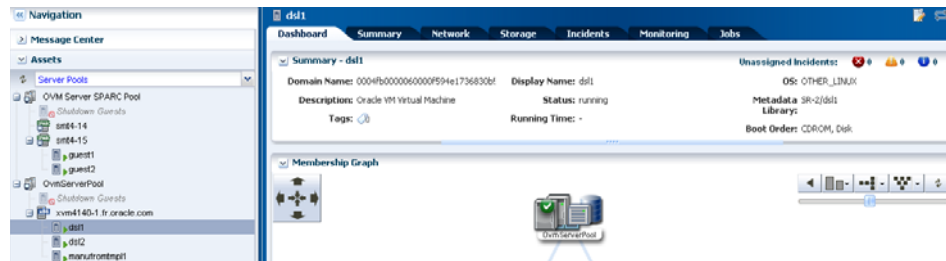 Navigation
Message Center
Assets
Server Pools
OVM Server SPARC Pool
Shutdown Guests
smt4-14
smt4-15
guest1
guest2
OvmServerPool
Shutdown Guests
xvm4140-1.fr.oracle.com
dsl1
dsl2
manufromtmpl1
dsl1
Dashboard Summary Network Storage Incidents Monitoring Jobs
Summary - dsl1
Unassigned Incidents: 0 0 0
Domain Name: 0004fb0000060000f594e1736830b! Display Name: dsl1 OS: OTHER_LINUX
Description: Oracle VM Virtual Machine Status: running Metadata Library: SR-2/dsl1
Tags: Running Time: - Boot Order: CDROM, Disk
Membership Graph
OvmServerPool